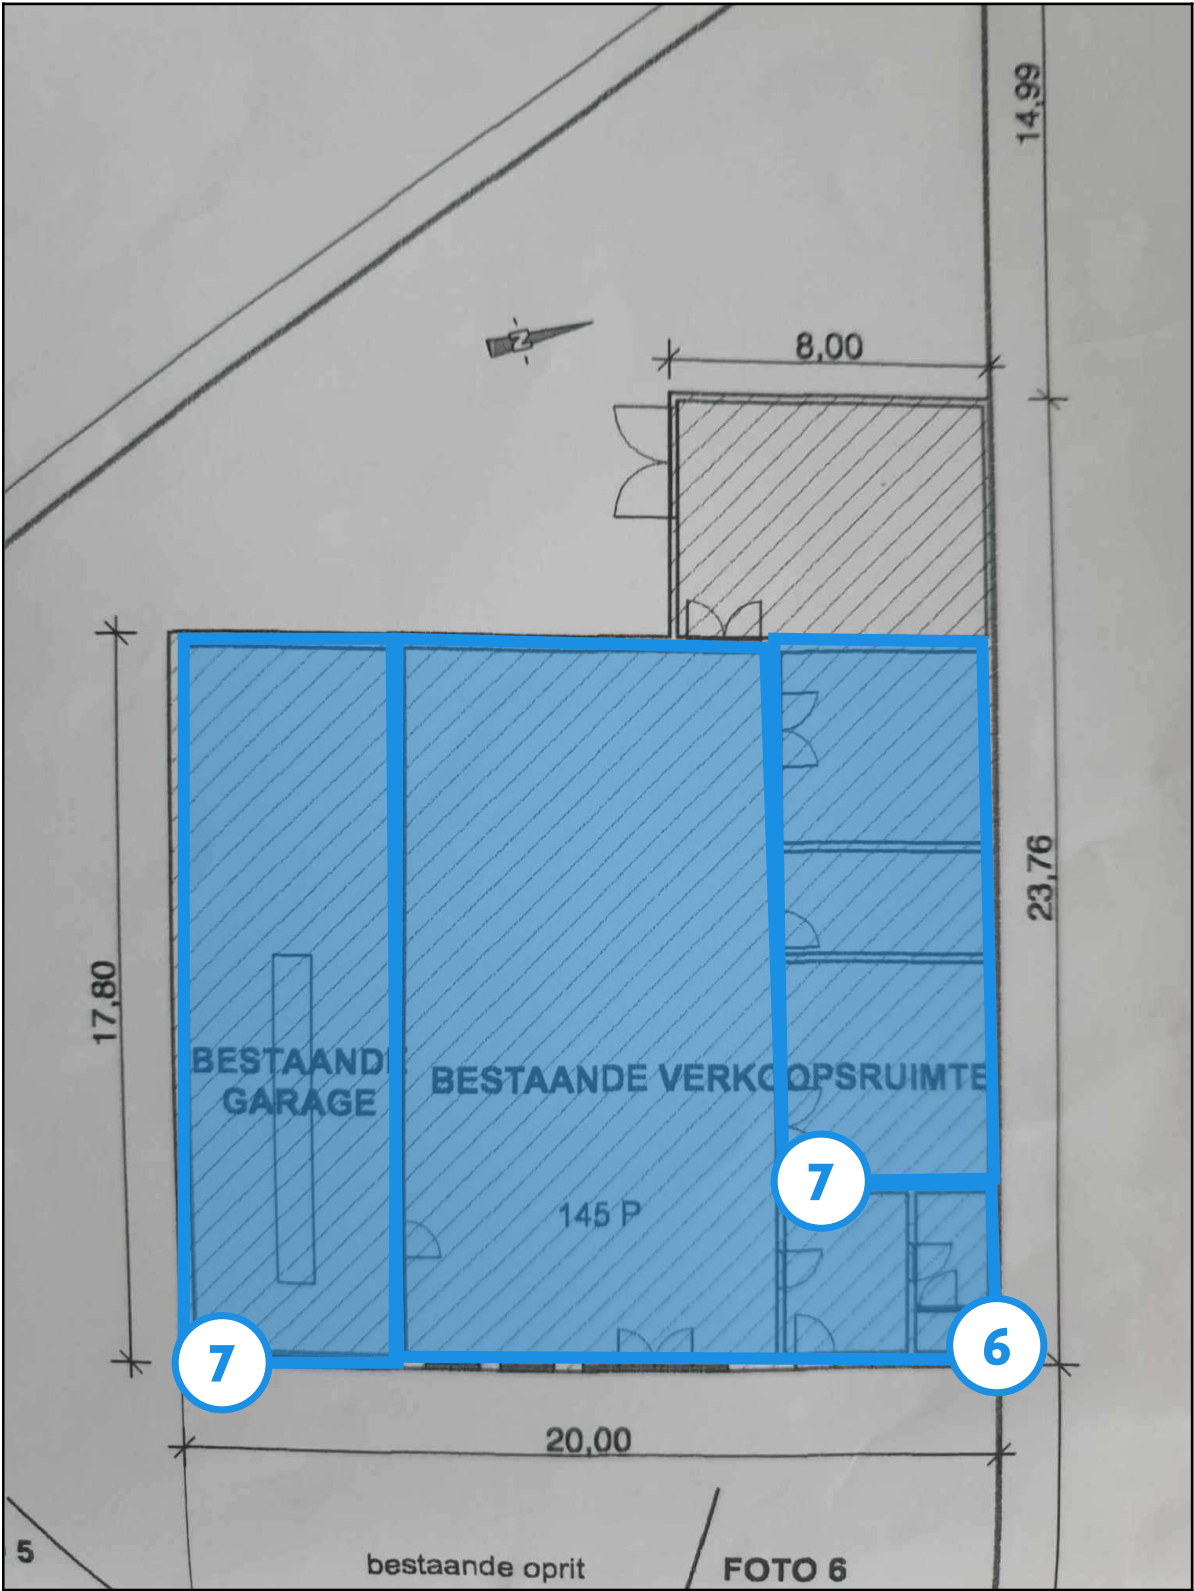 14,99
N
8,00
17,80
23,76
BESTAANDE
GARAGE
BESTAANDE VERKOOPSRUIMTE
145 P
7
7
6
20,00
5
bestaande oprit
FOTO 6